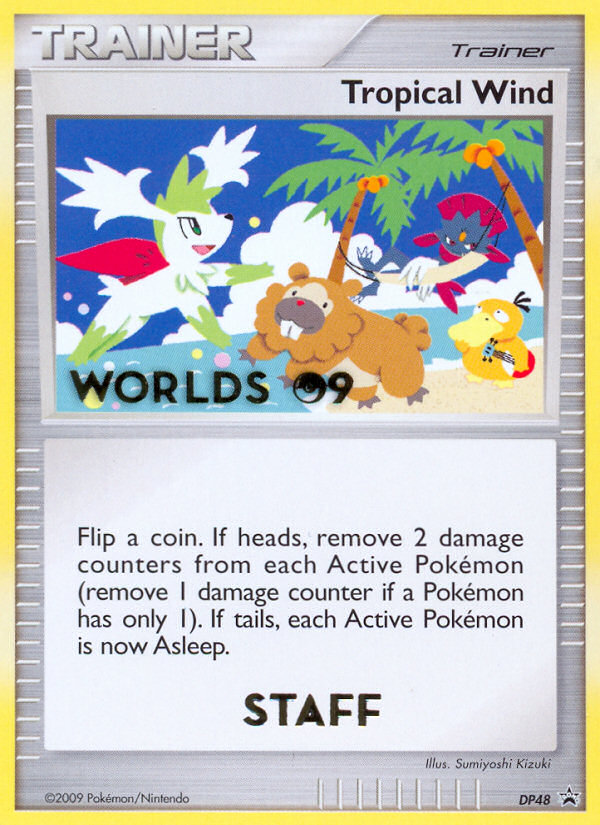 TRAINER
Trainer
Tropical Wind
WORLDS 09
Flip a coin. If heads, remove 2 damage
counters from each Active Pokémon
(remove 1 damage counter if a Pokémon
has only 1). If tails, each Active Pokémon
is now Asleep.
STAFF
Illus. Sumiyoshi Kizuki
©2009 Pokémon/Nintendo
DP48